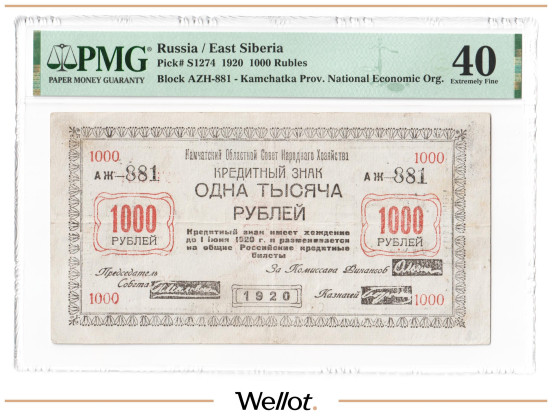 PMG
PAPER MONEY GUARANTY
Russia / East Siberia
Pick# S1274 1920 1000 Rubles
Block AZH-881 - Kamchatka Prov. National Economic Org.
40
Extremely Fine
1000 Камчатский Областной Совет Народного Хозяйства 1000
АЖ-881 КРЕДИТНЫЙ ЗНАК АЖ-881
ОДНА ТЫСЯЧА
РУБЛЕЙ
1000 РУБЛЕЙ
1000 РУБЛЕЙ
Кредитный знак имеет хождение
до 1 июня 1920 г. и разменивается
на общие Российские кредитные
билеты
Председатель
Совета
За Комиссара Финансов
1920
Казначей
1000
1000
Wellot.